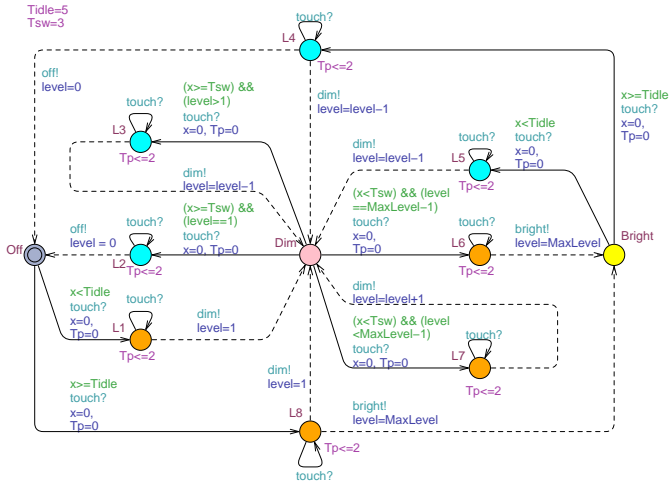 Tidle=5
Tsw=3
touch?
L4
Tp<=2
off!
level=0
dim!
level=level−1
x>=Tidle
touch?
x=0,
Tp=0
(x>=Tsw) &&
(level>1)
touch?
x=0, Tp=0
touch?
L3
Tp<=2
dim!
level=level−1
x<Tidle
touch?
x=0,
Tp=0
touch?
L5
Tp<=2
dim!
level=level−1
(x>=Tsw) &&
(level==1)
touch?
x=0, Tp=0
touch?
L2
Tp<=2
off!
level = 0
Off
Dim
(x<Tsw) && (level
==MaxLevel−1)
touch?
x=0,
Tp=0
touch?
L6
Tp<=2
bright!
level=MaxLevel
Bright
x<Tidle
touch?
x=0,
Tp=0
touch?
L1
Tp<=2
dim!
level=1
dim!
level=level+1
(x<Tsw) && (level
<MaxLevel−1)
touch?
x=0, Tp=0
touch?
L7
Tp<=2
x>=Tidle
touch?
x=0,
Tp=0
dim!
level=1
L8
Tp<=2
touch?
bright!
level=MaxLevel